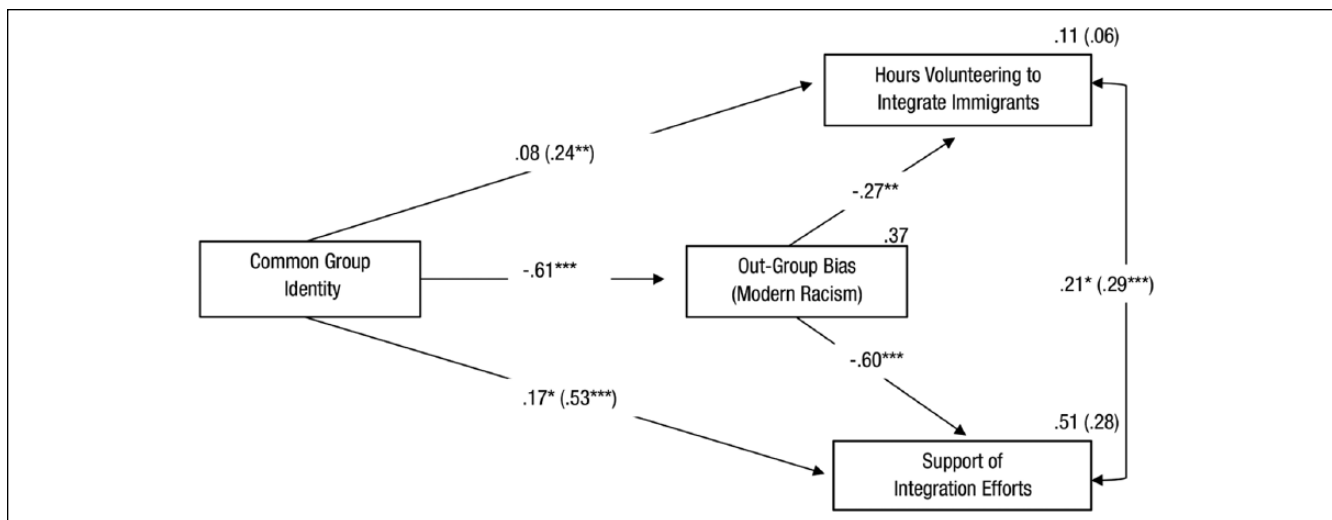 .11 (.06)
Hours Volunteering to
Integrate Immigrants
.08 (.24**)
-.27**
.37
Common Group
Identity
-.61***
Out-Group Bias
(Modern Racism)
.21* (.29***)
-.60***
.17* (.53***)
.51 (.28)
Support of
Integration Efforts